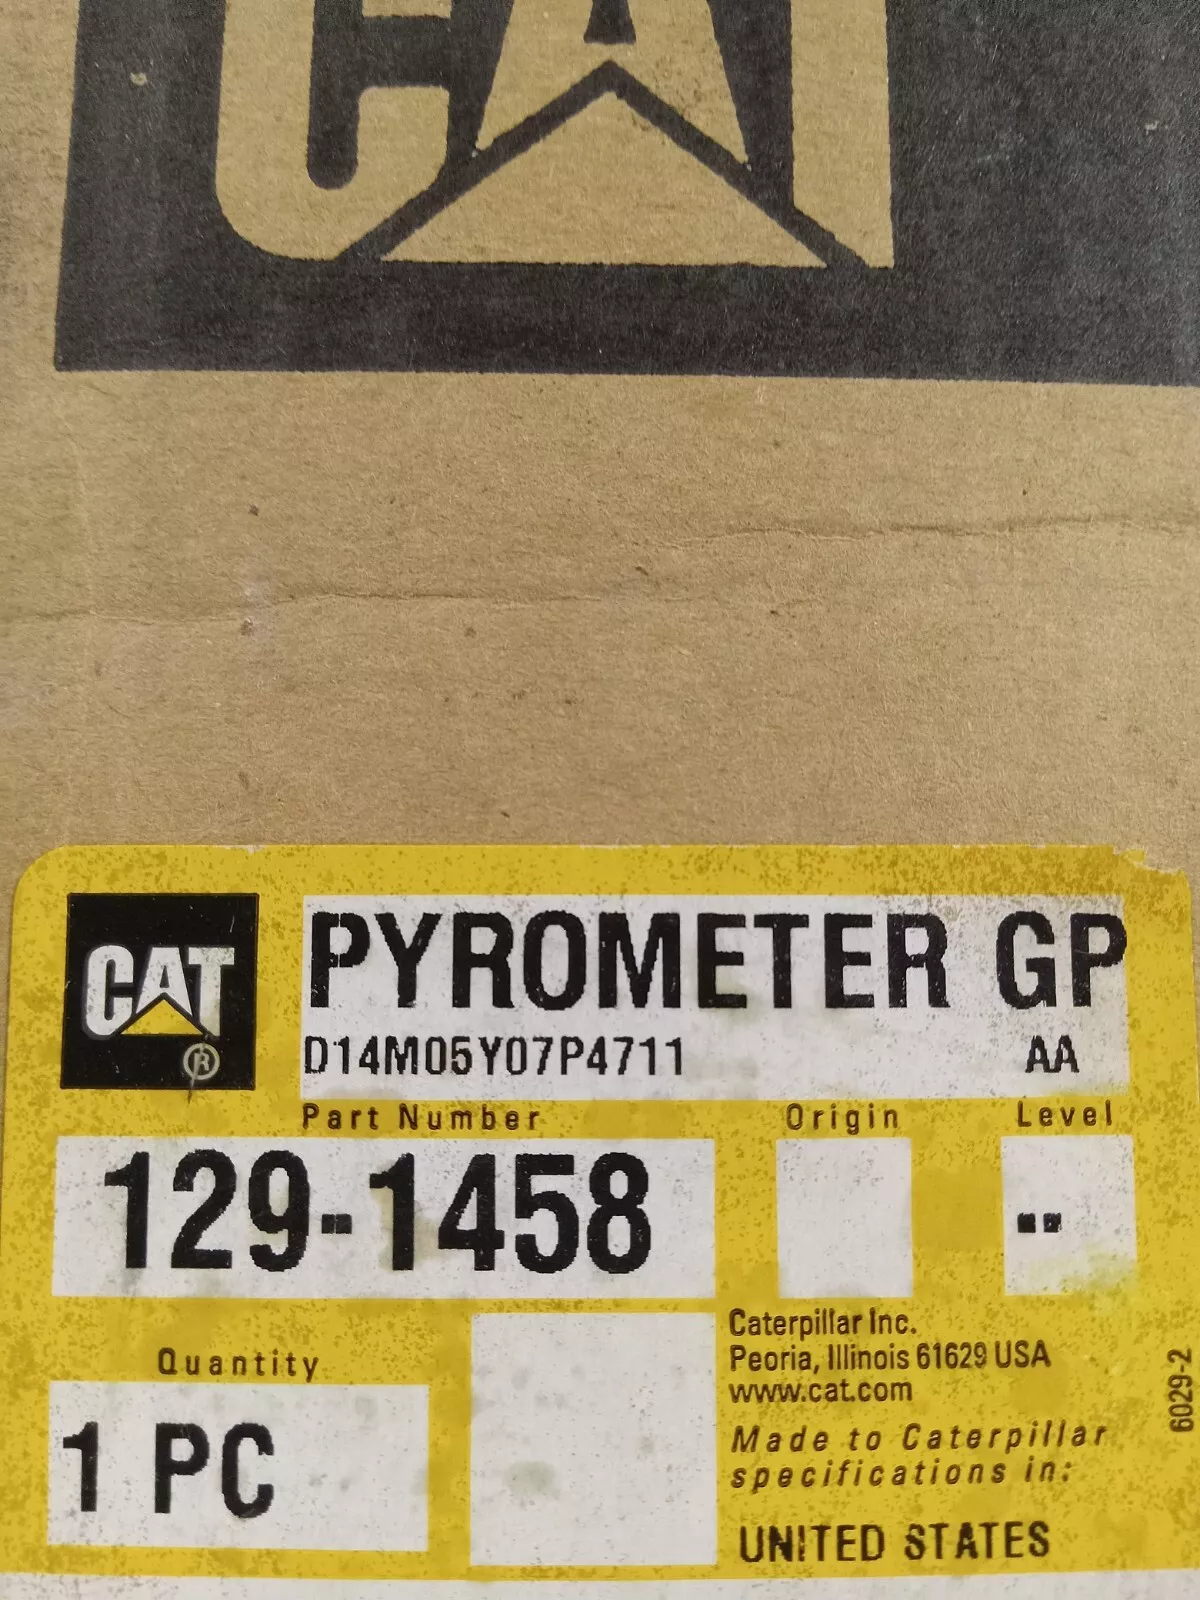 CAT
CAT
®
PYROMETER GP
D14M05Y07P4711 AA
Part Number Origin Level
129-1458 --
Quantity
1 PC
Caterpillar Inc.
Peoria, Illinois 61629 USA
www.cat.com
Made to Caterpillar
specifications in:
UNITED STATES
6029-2